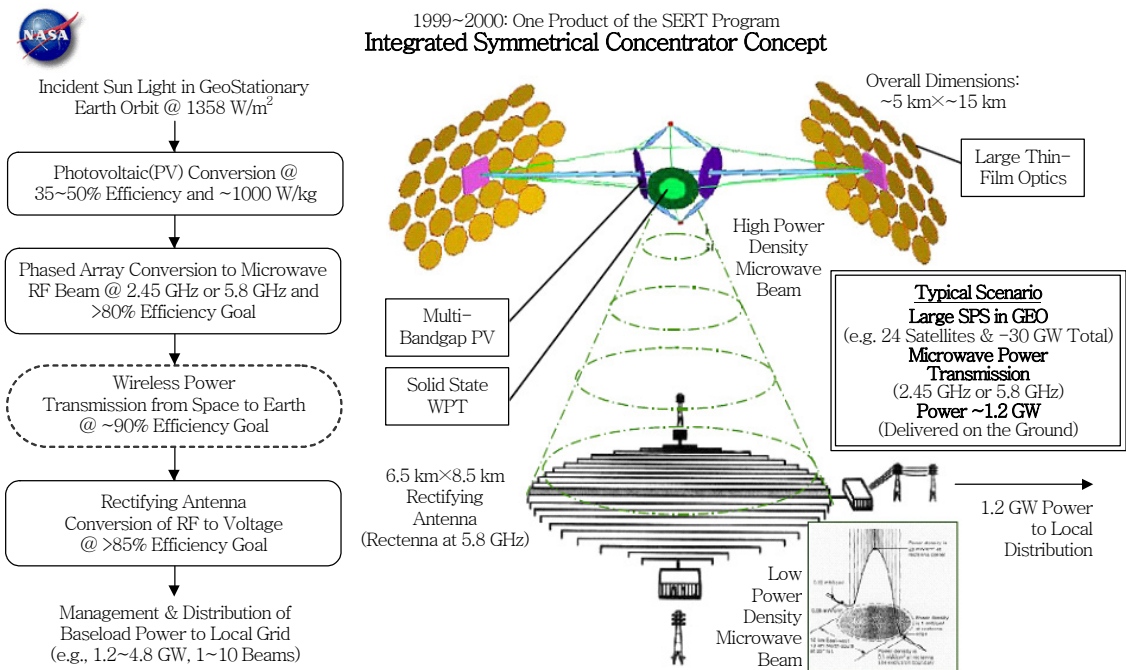 NASA
1999~2000: One Product of the SERT Program
Integrated Symmetrical Concentrator Concept
Incident Sun Light in GeoStationary
Earth Orbit @ 1358 W/m²
Photovoltaic(PV) Conversion @
35~50% Efficiency and ~1000 W/kg
Phased Array Conversion to Microwave
RF Beam @ 2.45 GHz or 5.8 GHz and
>80% Efficiency Goal
Wireless Power
Transmission from Space to Earth
@ ~90% Efficiency Goal
Rectifying Antenna
Conversion of RF to Voltage
@ >85% Efficiency Goal
Management & Distribution of
Baseload Power to Local Grid
(e.g., 1.2~4.8 GW, 1~10 Beams)
Overall Dimensions:
~5 km×~15 km
Large Thin-
Film Optics
High Power
Density
Microwave
Beam
Multi-
Bandgap PV
Solid State
WPT
Typical Scenario
Large SPS in GEO
(e.g. 24 Satellites & -30 GW Total)
Microwave Power
Transmission
(2.45 GHz or 5.8 GHz)
Power ~1.2 GW
(Delivered on the Ground)
6.5 km×8.5 km
Rectifying
Antenna
(Rectenna at 5.8 GHz)
1.2 GW Power
to Local
Distribution
Low
Power
Density
Microwave
Beam
Power density is
Power density
Power density is